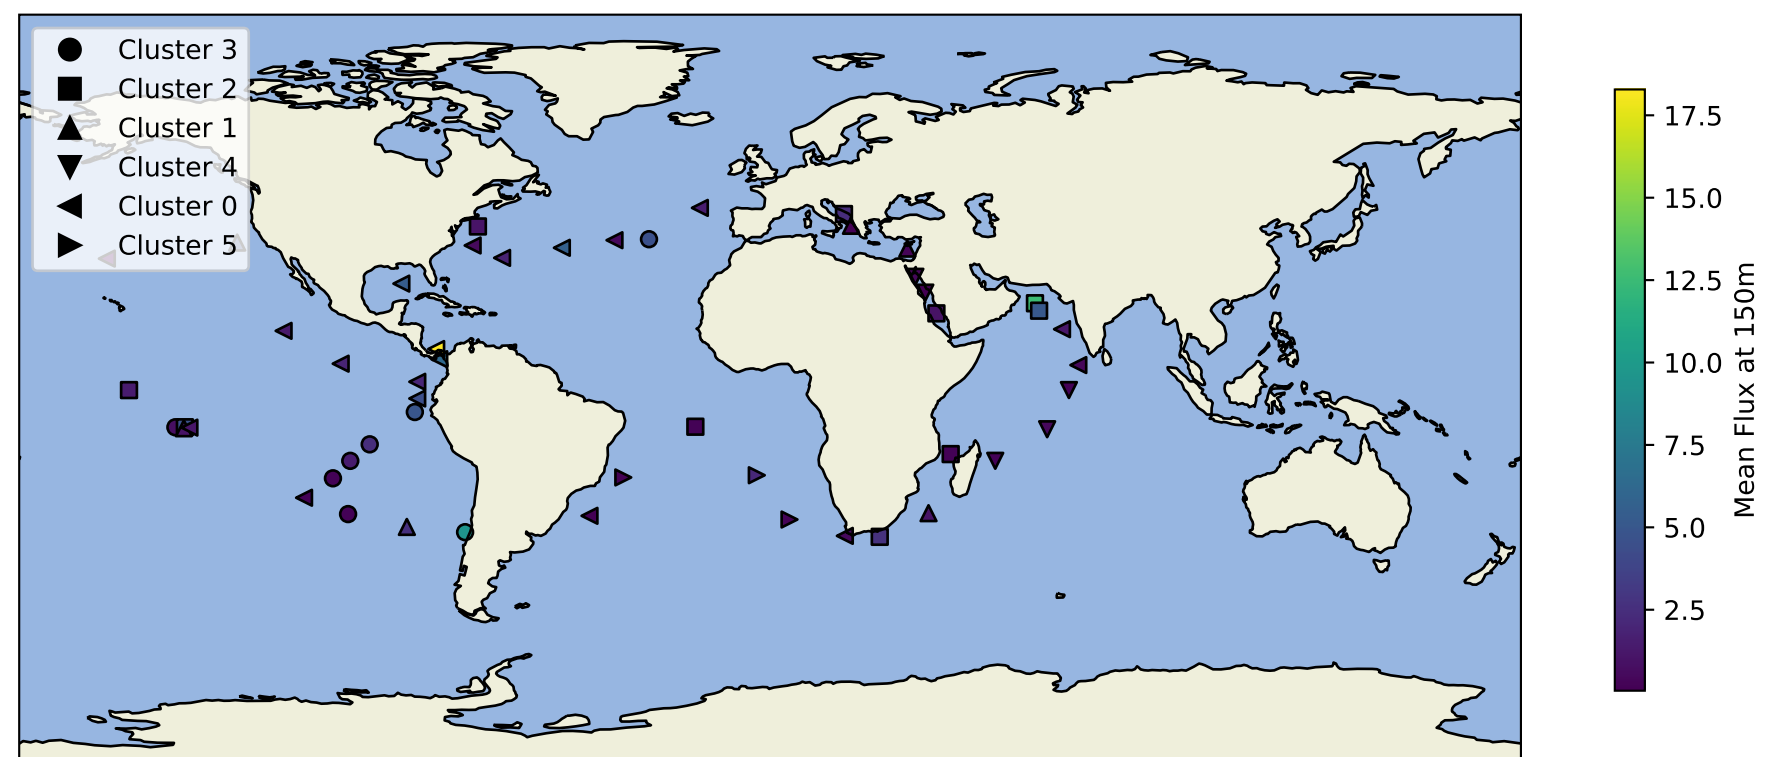 Cluster 3
Cluster 2
Cluster 1
Cluster 4
Cluster 0
Cluster 5
17.5
15.0
12.5
10.0
7.5
5.0
2.5
Mean Flux at 150m